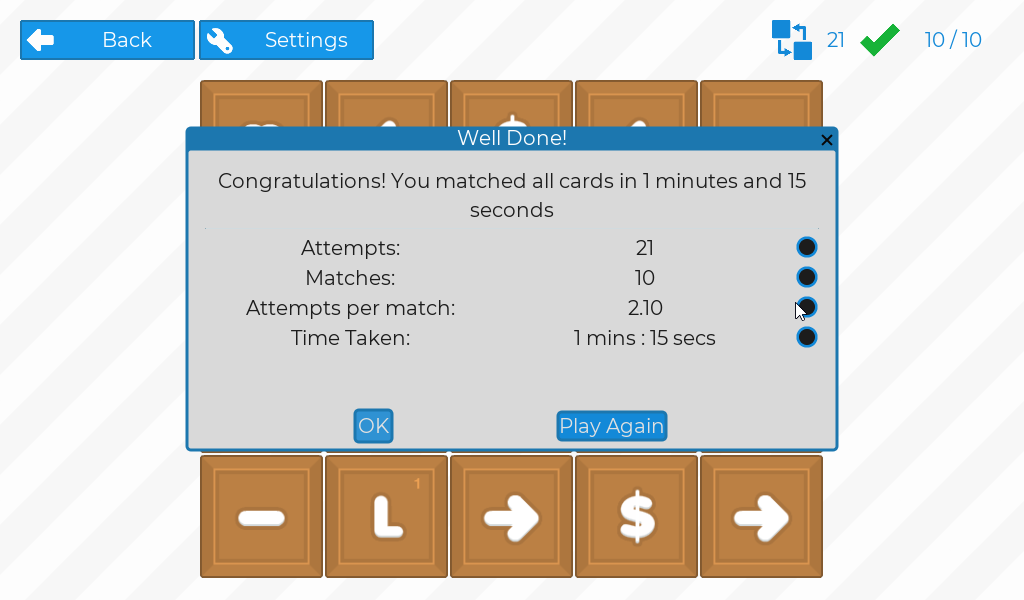 Back
Settings
21
10 / 10
Well Done!
Congratulations! You matched all cards in 1 minutes and 15
seconds
Attempts: 21
Matches: 10
Attempts per match: 2.10
Time Taken: 1 mins : 15 secs
OK
Play Again
L 1
$